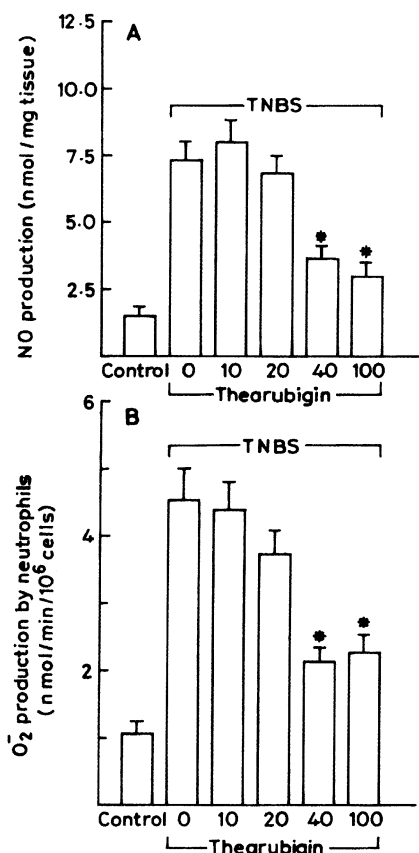 A
NO production (nmol/mg tissue)
12.5
10.0
7.5
5.0
2.5
TNBS
* *
Control 0 10 20 40 100
Thearubigin
B
O₂⁻ production by neutrophils
(nmol/min/10⁶ cells)
6
4
2
TNBS
* *
Control 0 10 20 40 100
Thearubigin